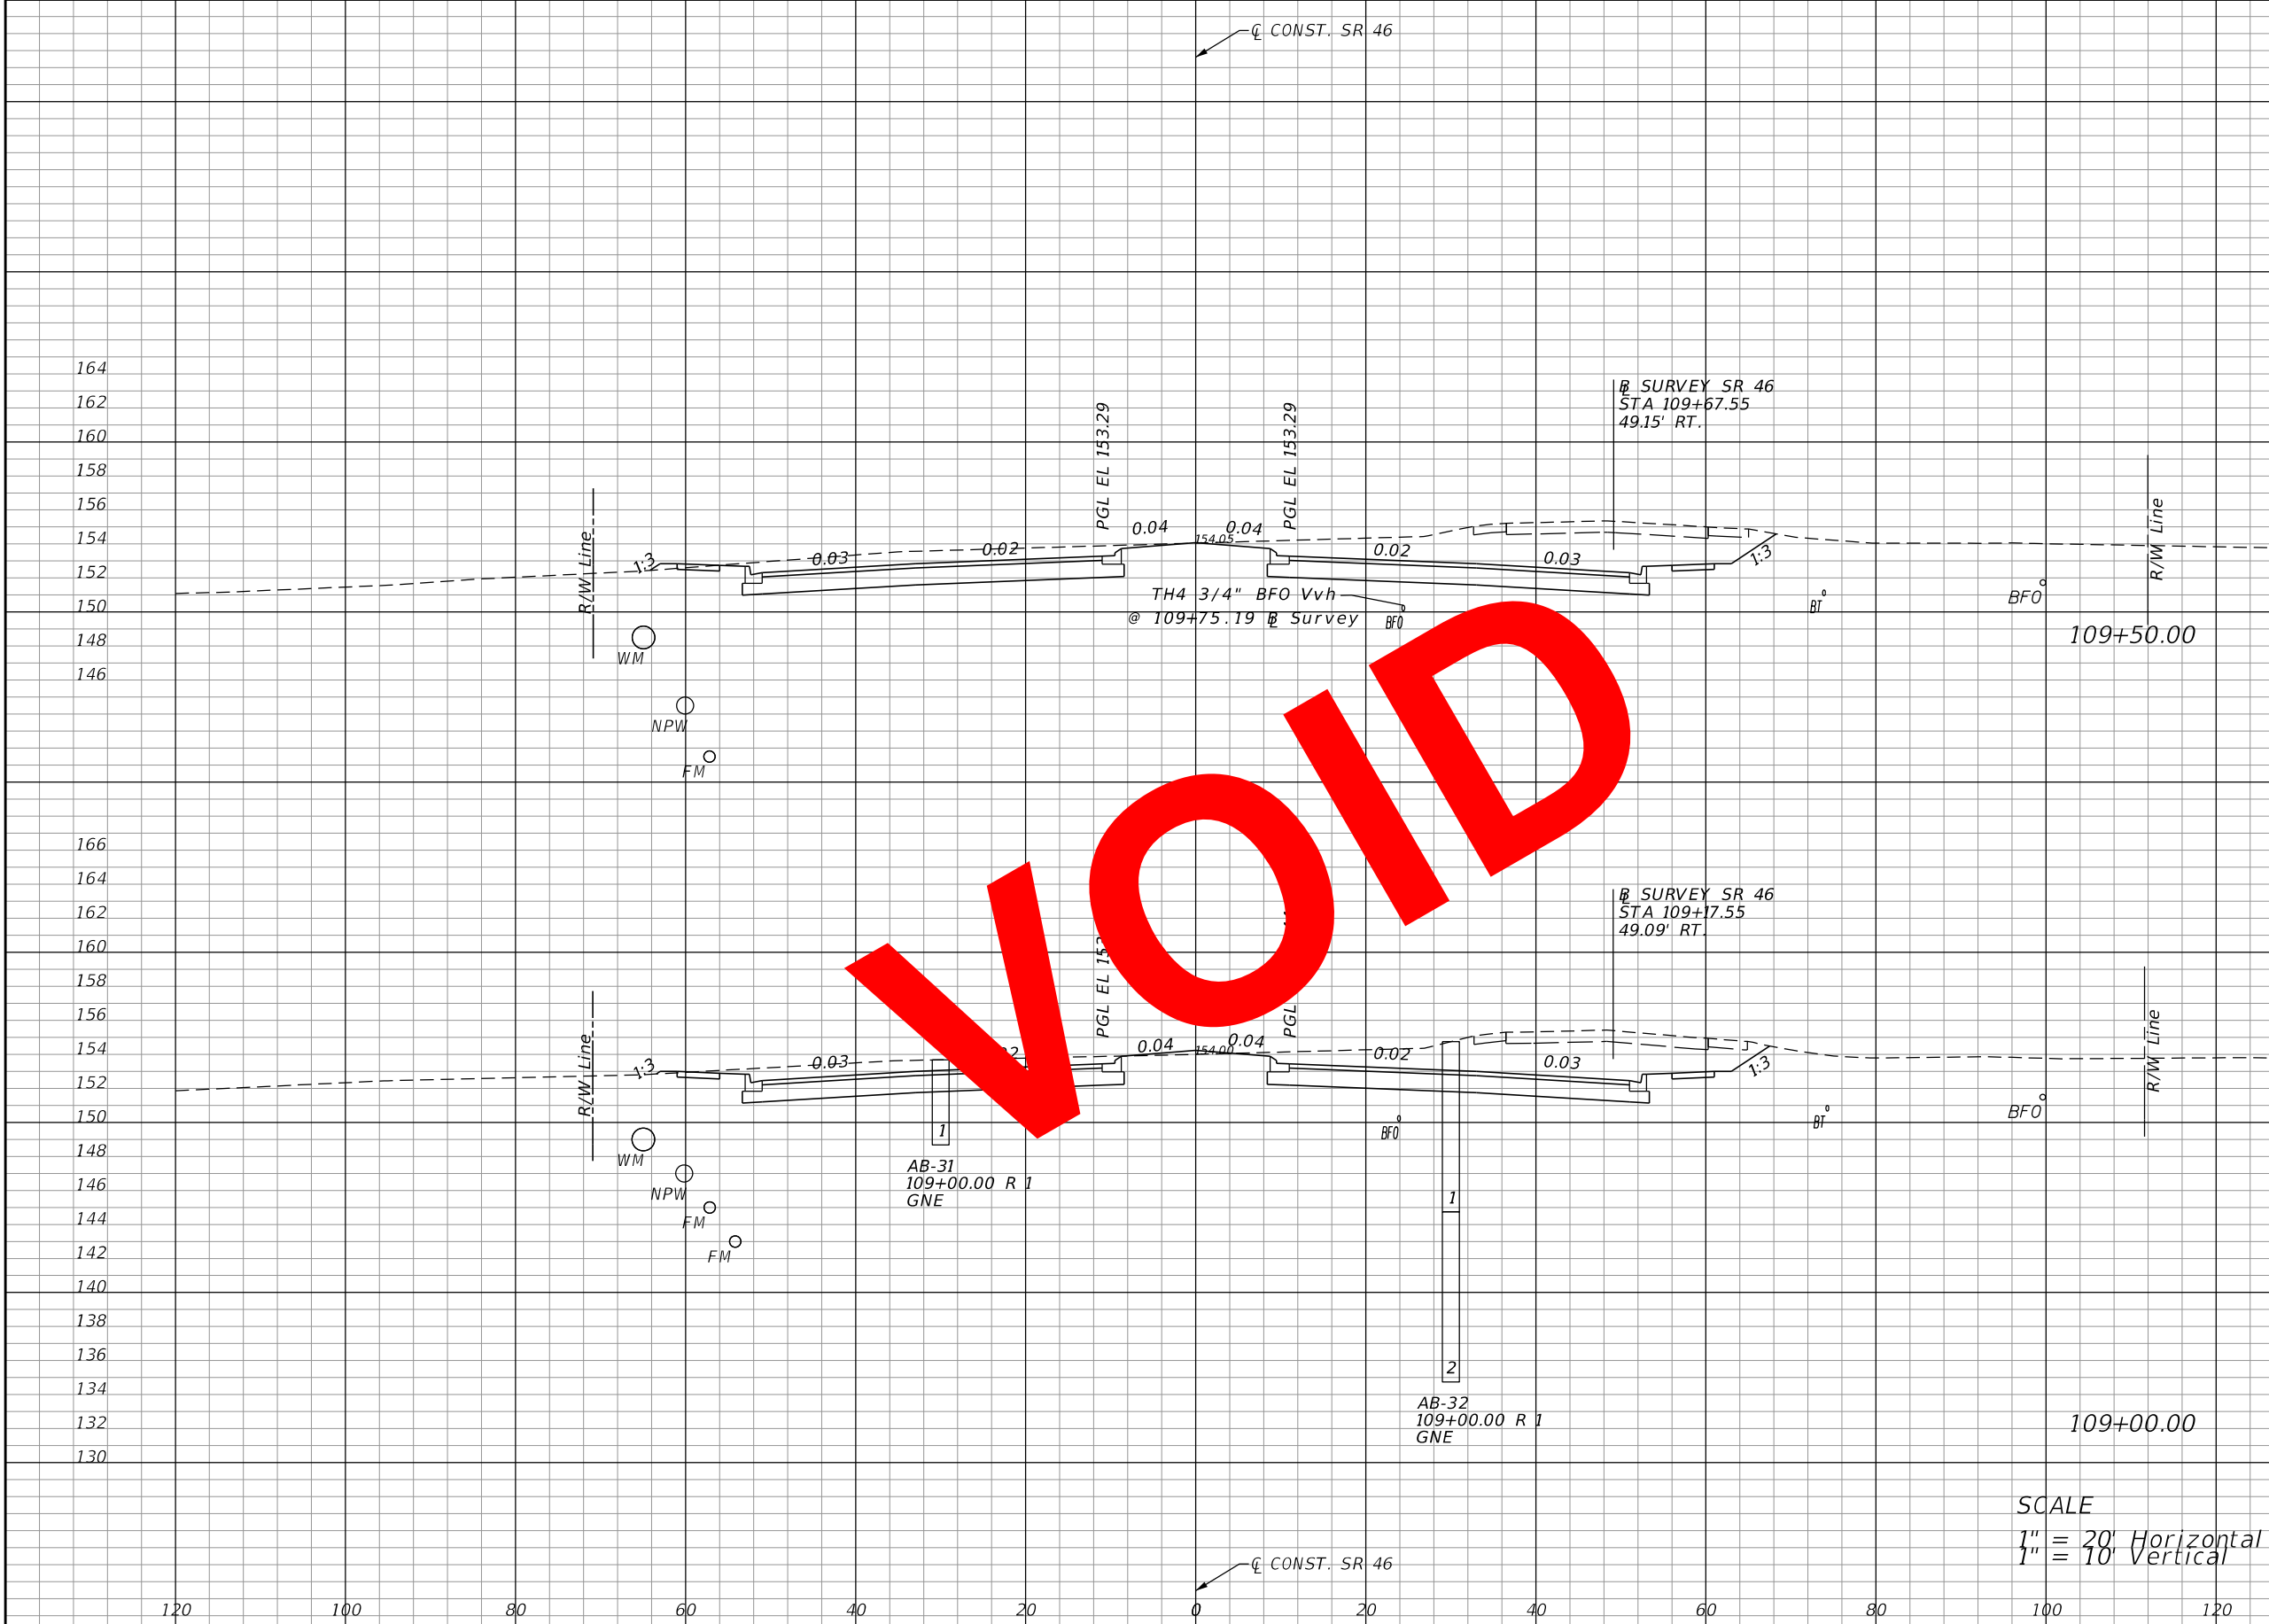 ℄ CONST. SR 46
164
162
160
158
156
154
152
150
148
146
R/W Line
1:3
0.03
0.02
PGL EL 153.29
0.04
154.05
0.04
PGL EL 153.29
0.02
0.03
1:3
B SURVEY SR 46
STA 109+67.55
49.15' RT.
R/W Line
TH4 3/4" BFO Vvh
@ 109+75.19 B Survey
BFO
BT
BFO
109+50.00
WM
NPW
FM
VOID
166
164
162
160
158
156
154
152
150
148
146
144
142
140
138
136
134
132
130
R/W Line
1:3
0.03
PGL EL
0.04
154.00
0.04
0.02
0.03
1:3
B SURVEY SR 46
STA 109+17.55
49.09' RT.
R/W Line
BFO
BT
BFO
WM
NPW
FM
FM
1
AB-31
109+00.00 R 1
GNE
1
2
AB-32
109+00.00 R 1
GNE
109+00.00
SCALE
1" = 20' Horizontal
1" = 10' Vertical
℄ CONST. SR 46
120 100 80 60 40 20 0 20 40 60 80 100 120